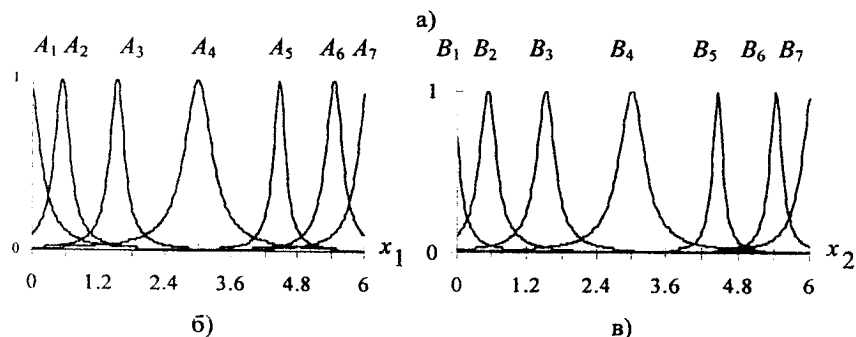 а)
A1 A2 A3 A4 A5 A6 A7
B1 B2 B3 B4 B5 B6 B7
1
0
0 1.2 2.4 3.6 4.8 6 x1
1
0
0 1.2 2.4 3.6 4.8 6 x2
б)
в)